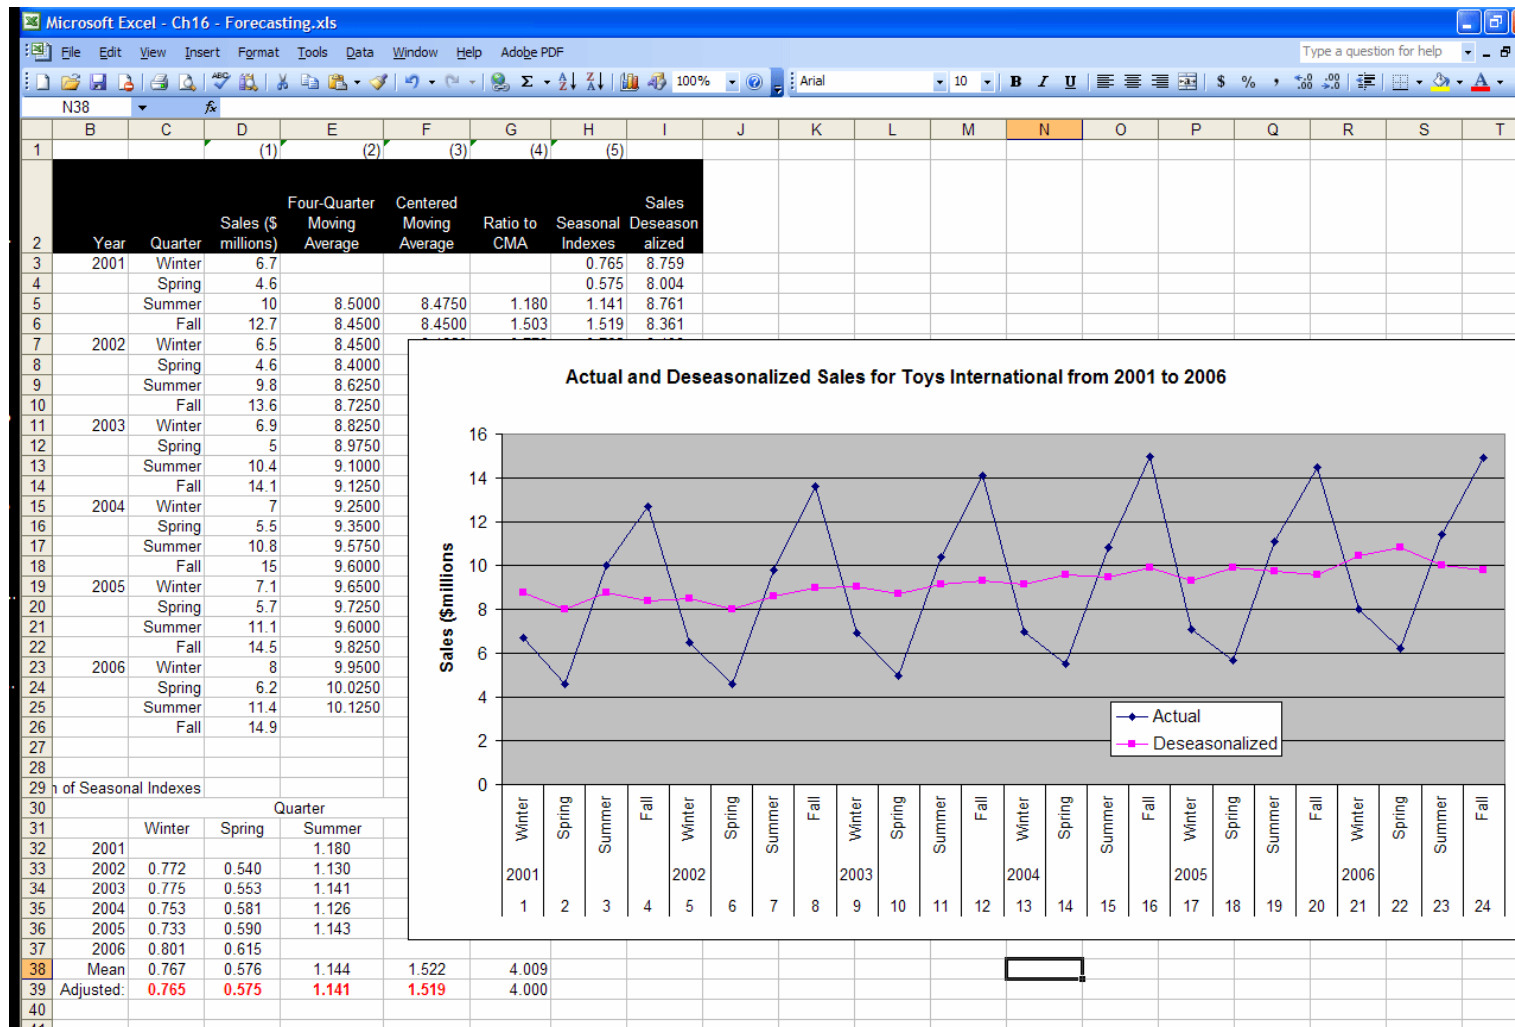 Microsoft Excel - Ch16 - Forecasting.xls
File Edit View Insert Format Tools Data Window Help Adobe PDF Type a question for help
100% Arial 10 B I U $ % ,
N38 fx
B C D E F G H I J K L M N O P Q R S T
1 (1) (2) (3) (4) (5)
2 Year Quarter Sales ($ millions) Four-Quarter Moving Average Centered Moving Average Ratio to CMA Seasonal Indexes Sales Deseason alized
3 2001 Winter 6.7 0.765 8.759
4 Spring 4.6 0.575 8.004
5 Summer 10 8.5000 8.4750 1.180 1.141 8.761
6 Fall 12.7 8.4500 8.4500 1.503 1.519 8.361
7 2002 Winter 6.5 8.4500
8 Spring 4.6 8.4000
9 Summer 9.8 8.6250
10 Fall 13.6 8.7250
11 2003 Winter 6.9 8.8250
12 Spring 5 8.9750
13 Summer 10.4 9.1000
14 Fall 14.1 9.1250
15 2004 Winter 7 9.2500
16 Spring 5.5 9.3500
17 Summer 10.8 9.5750
18 Fall 15 9.6000
19 2005 Winter 7.1 9.6500
20 Spring 5.7 9.7250
21 Summer 11.1 9.6000
22 Fall 14.5 9.8250
23 2006 Winter 8 9.9500
24 Spring 6.2 10.0250
25 Summer 11.4 10.1250
26 Fall 14.9
27
28
29 of Seasonal Indexes
30 Quarter
31 Winter Spring Summer
32 2001 1.180
33 2002 0.772 0.540 1.130
34 2003 0.775 0.553 1.141
35 2004 0.753 0.581 1.126
36 2005 0.733 0.590 1.143
37 2006 0.801 0.615
38 Mean 0.767 0.576 1.144 1.522 4.009
39 Adjusted: 0.765 0.575 1.141 1.519 4.000
40
Actual and Deseasonalized Sales for Toys International from 2001 to 2006
Sales ($millions)
16
14
12
10
8
6
4
2
0
Actual
Deseasonalized
Winter Spring Summer Fall Winter Spring Summer Fall Winter Spring Summer Fall Winter Spring Summer Fall Winter Spring Summer Fall Winter Spring Summer Fall
2001 2002 2003 2004 2005 2006
1 2 3 4 5 6 7 8 9 10 11 12 13 14 15 16 17 18 19 20 21 22 23 24